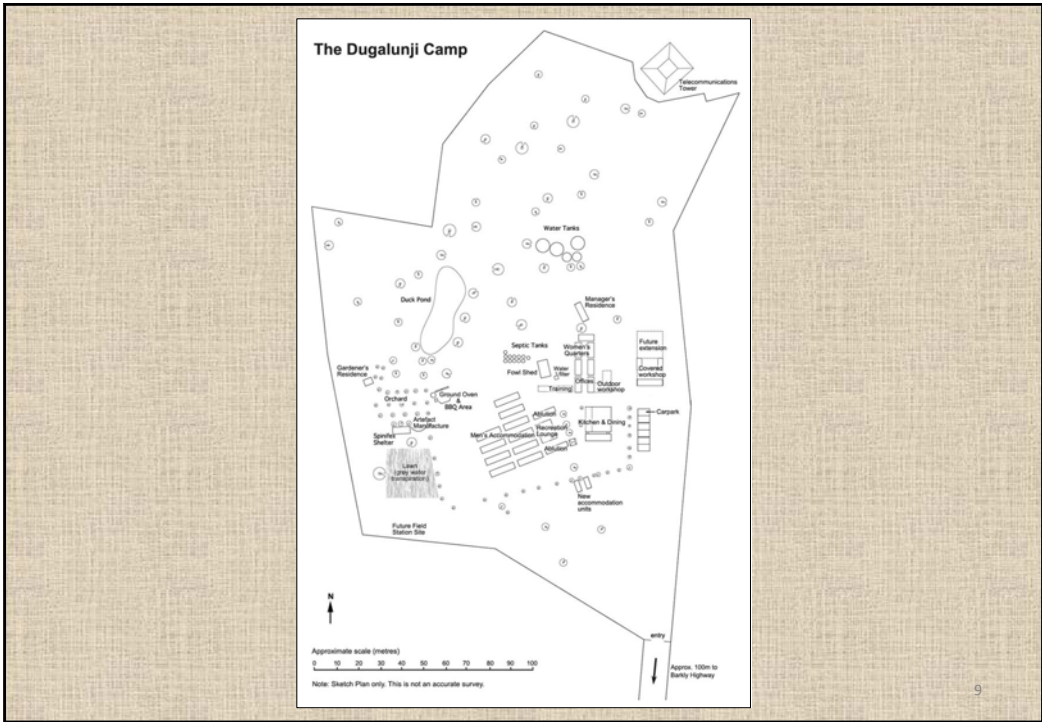 The Dugalunji Camp
Telecommunications
Tower
Water Tanks
Duck Pond
Manager's
Residence
Septic Tanks
Women's
Quarters
Future
extension
Gardener's
Residence
Fowl Shed
Water
filter
Covered
workshop
Training
Offices
Outdoor
workshop
Orchard
Ground Oven
&
BBQ Area
Artefact
Manufacture
Ablution
Carpark
Kitchen & Dining
Spinifex
Shelter
Men's Accommodation
Recreation
Lounge
Ablution
Lawn
(grey water
transpiration)
New
accommodation
units
Future Field
Station Site
N
entry
Approximate scale (metres)
0 10 20 30 40 50 60 70 80 90 100
Approx. 100m to
Barkly Highway
Note: Sketch Plan only. This is not an accurate survey.
9